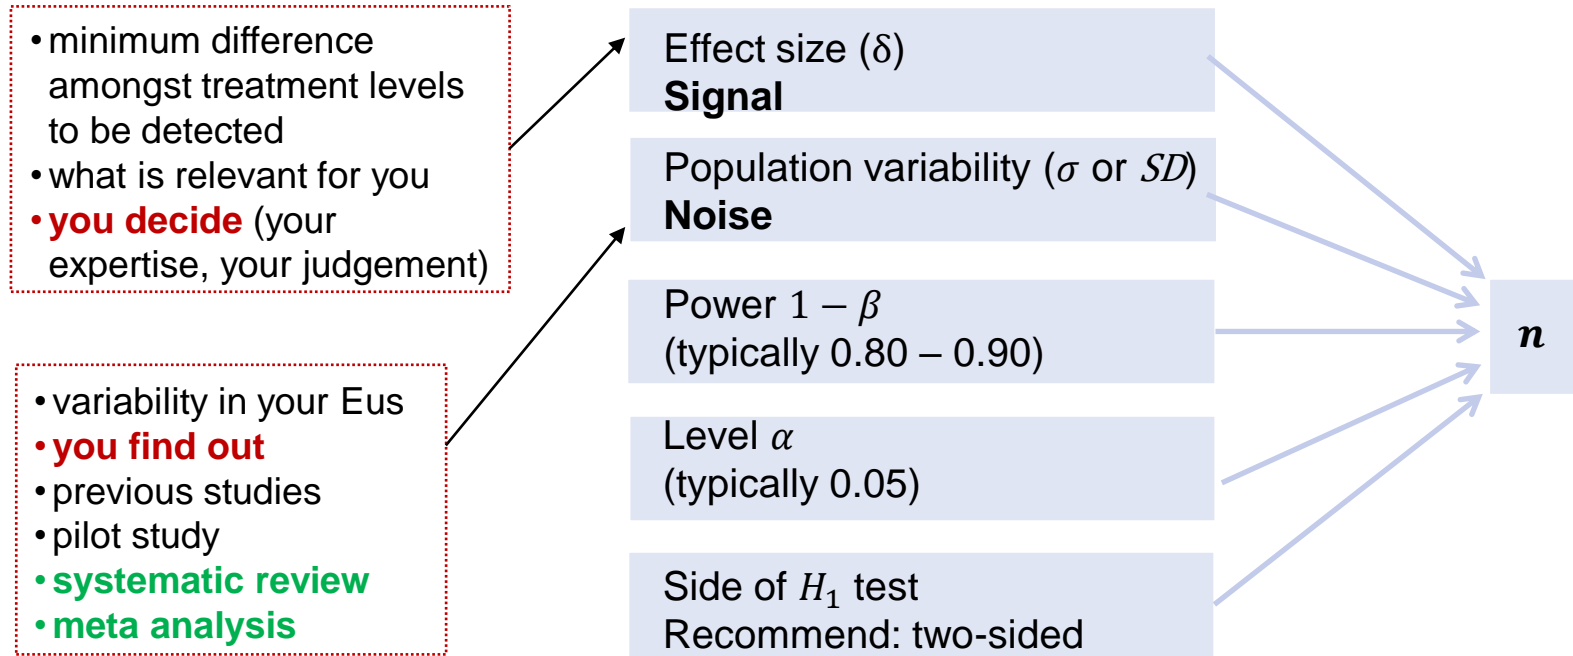 • minimum difference
amongst treatment levels
to be detected
• what is relevant for you
• you decide (your
expertise, your judgement)
• variability in your Eus
• you find out
• previous studies
• pilot study
• systematic review
• meta analysis
Effect size (δ)
Signal
Population variability (σ or SD)
Noise
Power 1 − β
(typically 0.80 – 0.90)
Level α
(typically 0.05)
Side of H₁ test
Recommend: two-sided
n